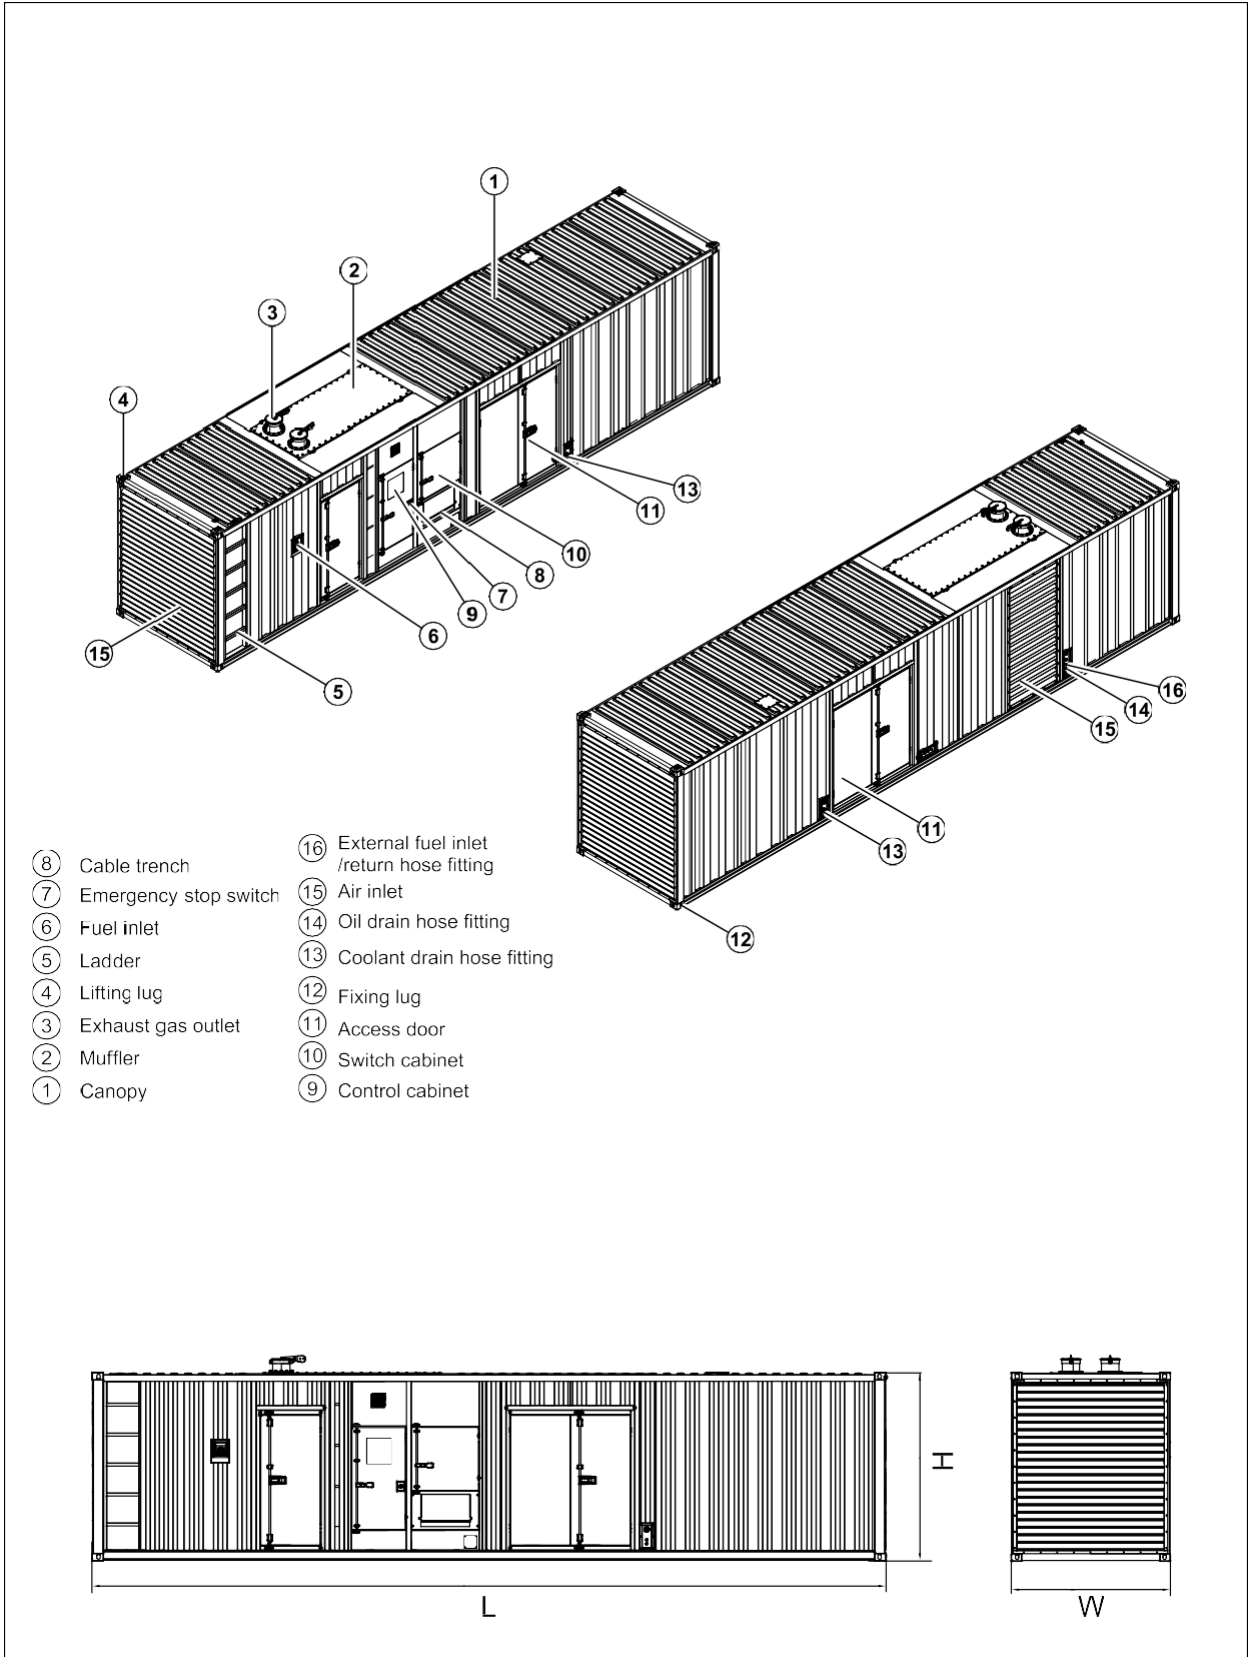 1
2
3
4
13
11
10
8
7
9
6
15
5
16
14
15
11
13
12
8 Cable trench
7 Emergency stop switch
6 Fuel inlet
5 Ladder
4 Lifting lug
3 Exhaust gas outlet
2 Muffler
1 Canopy
16 External fuel inlet
/return hose fitting
15 Air inlet
14 Oil drain hose fitting
13 Coolant drain hose fitting
12 Fixing lug
11 Access door
10 Switch cabinet
9 Control cabinet
H
L
W